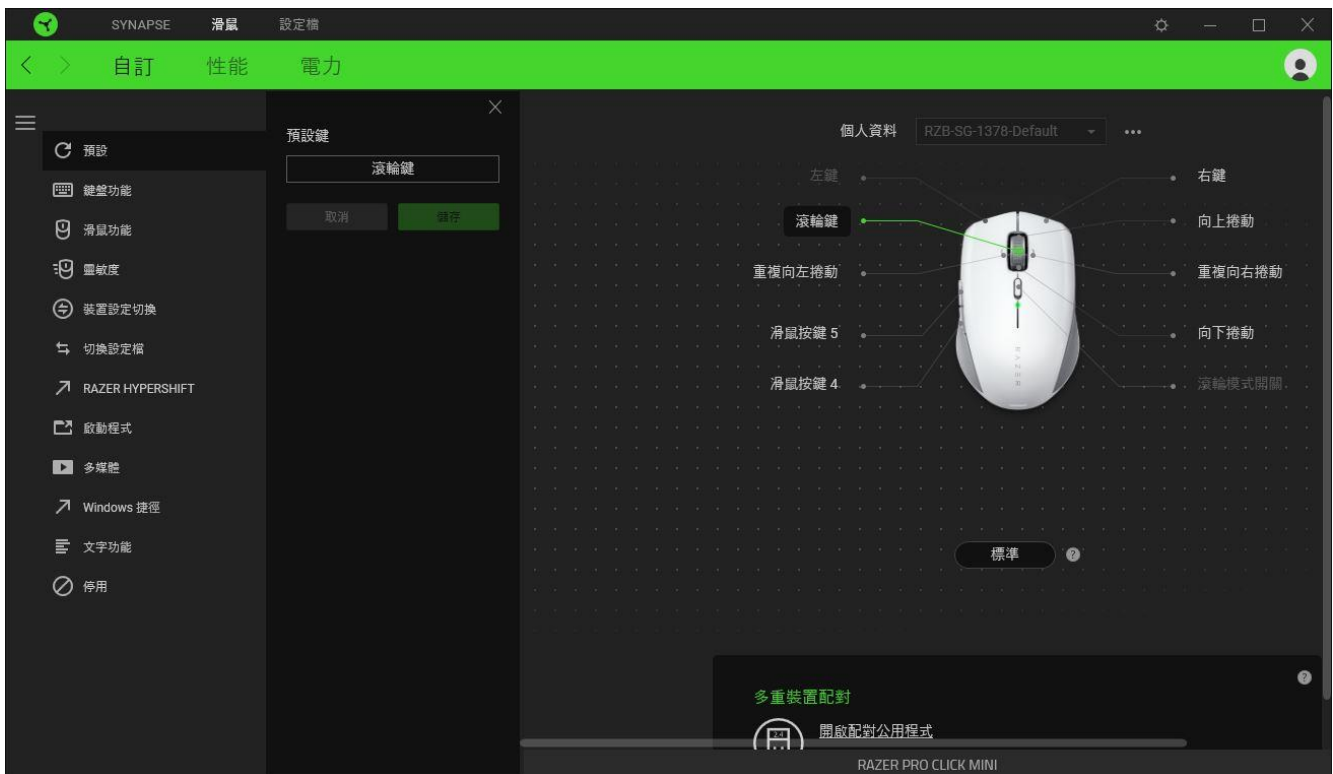 SYNAPSE 滑鼠 設定檔
自訂 性能 電力
預設
鍵盤功能
滑鼠功能
靈敏度
裝置設定切換
切換設定檔
RAZER HYPERSHIFT
啟動程式
多媒體
Windows 捷徑
文字功能
停用
預設鍵
滾輪鍵
取消 儲存
個人資料 RZB-SG-1378-Default
左鍵 右鍵
滾輪鍵 向上捲動
重複向左捲動 重複向右捲動
滑鼠按鍵 5 向下捲動
滑鼠按鍵 4 滾輪模式開關
RAZER
標準 ?
?
多重裝置配對
2.4 開啟配對公用程式
RAZER PRO CLICK MINI